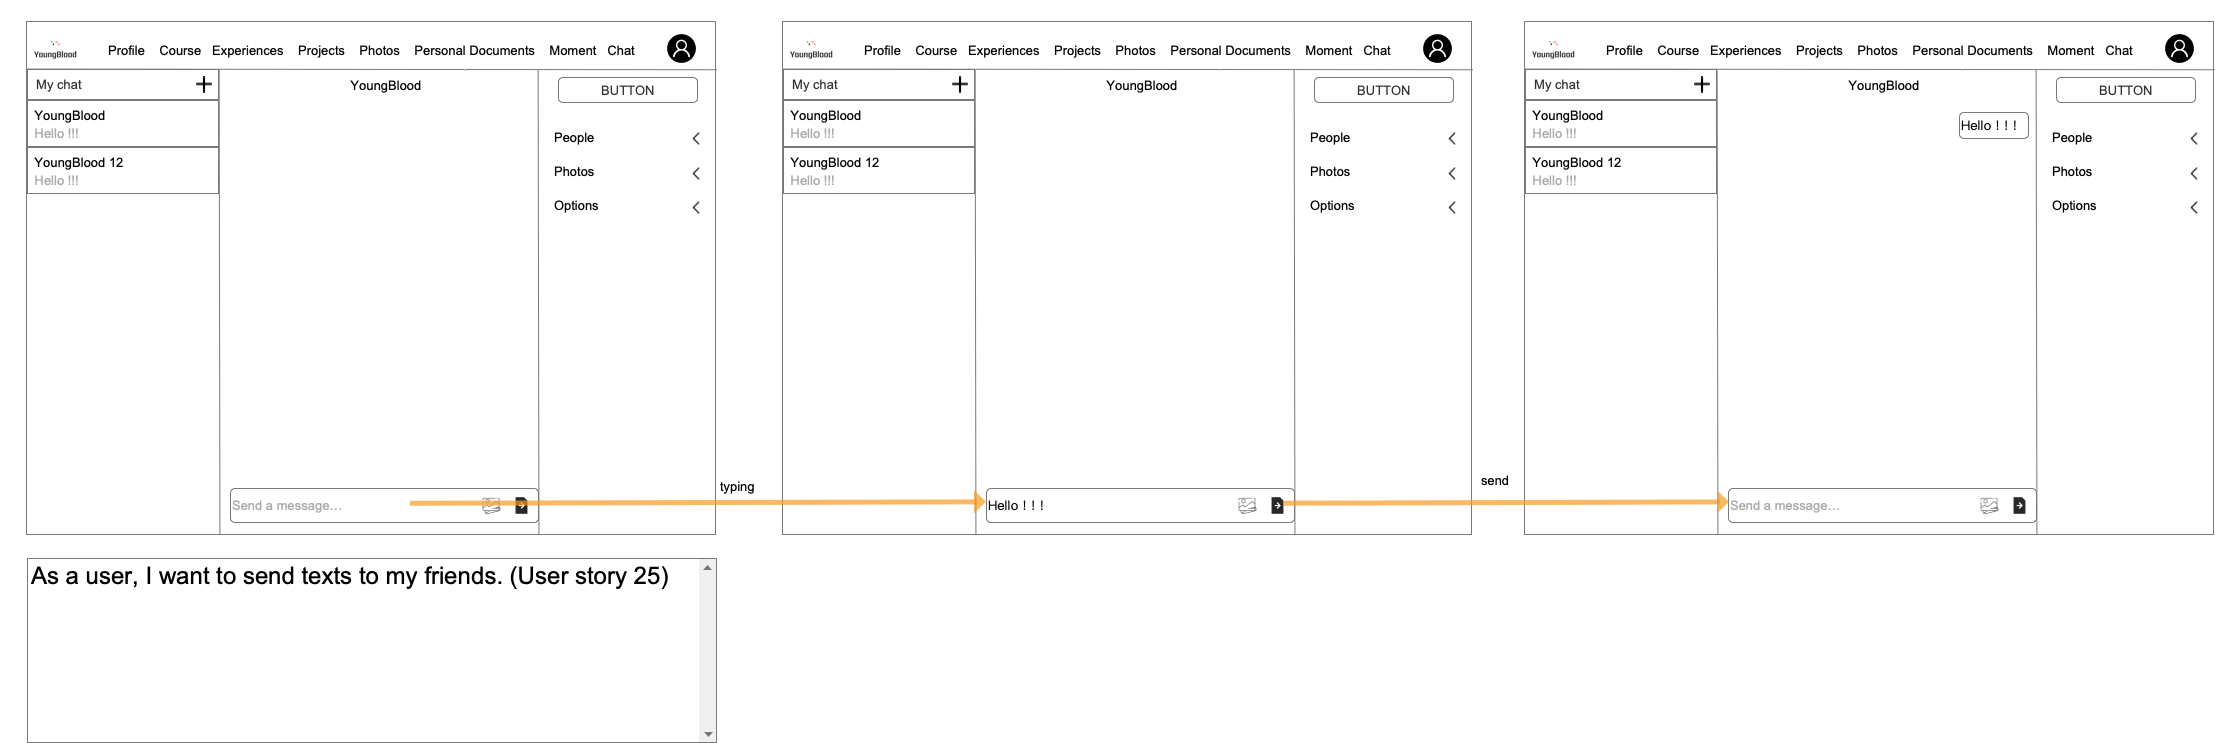 YoungBlood Profile Course Experiences Projects Photos Personal Documents Moment Chat
My chat
YoungBlood
Hello !!!
YoungBlood 12
Hello !!!
YoungBlood
Send a message...
BUTTON
People
Photos
Options
typing
YoungBlood Profile Course Experiences Projects Photos Personal Documents Moment Chat
My chat
YoungBlood
Hello !!!
YoungBlood 12
Hello !!!
YoungBlood
Hello ! ! !
BUTTON
People
Photos
Options
send
YoungBlood Profile Course Experiences Projects Photos Personal Documents Moment Chat
My chat
YoungBlood
Hello !!!
YoungBlood 12
Hello !!!
YoungBlood
Hello ! ! !
Send a message...
BUTTON
People
Photos
Options
As a user, I want to send texts to my friends. (User story 25)